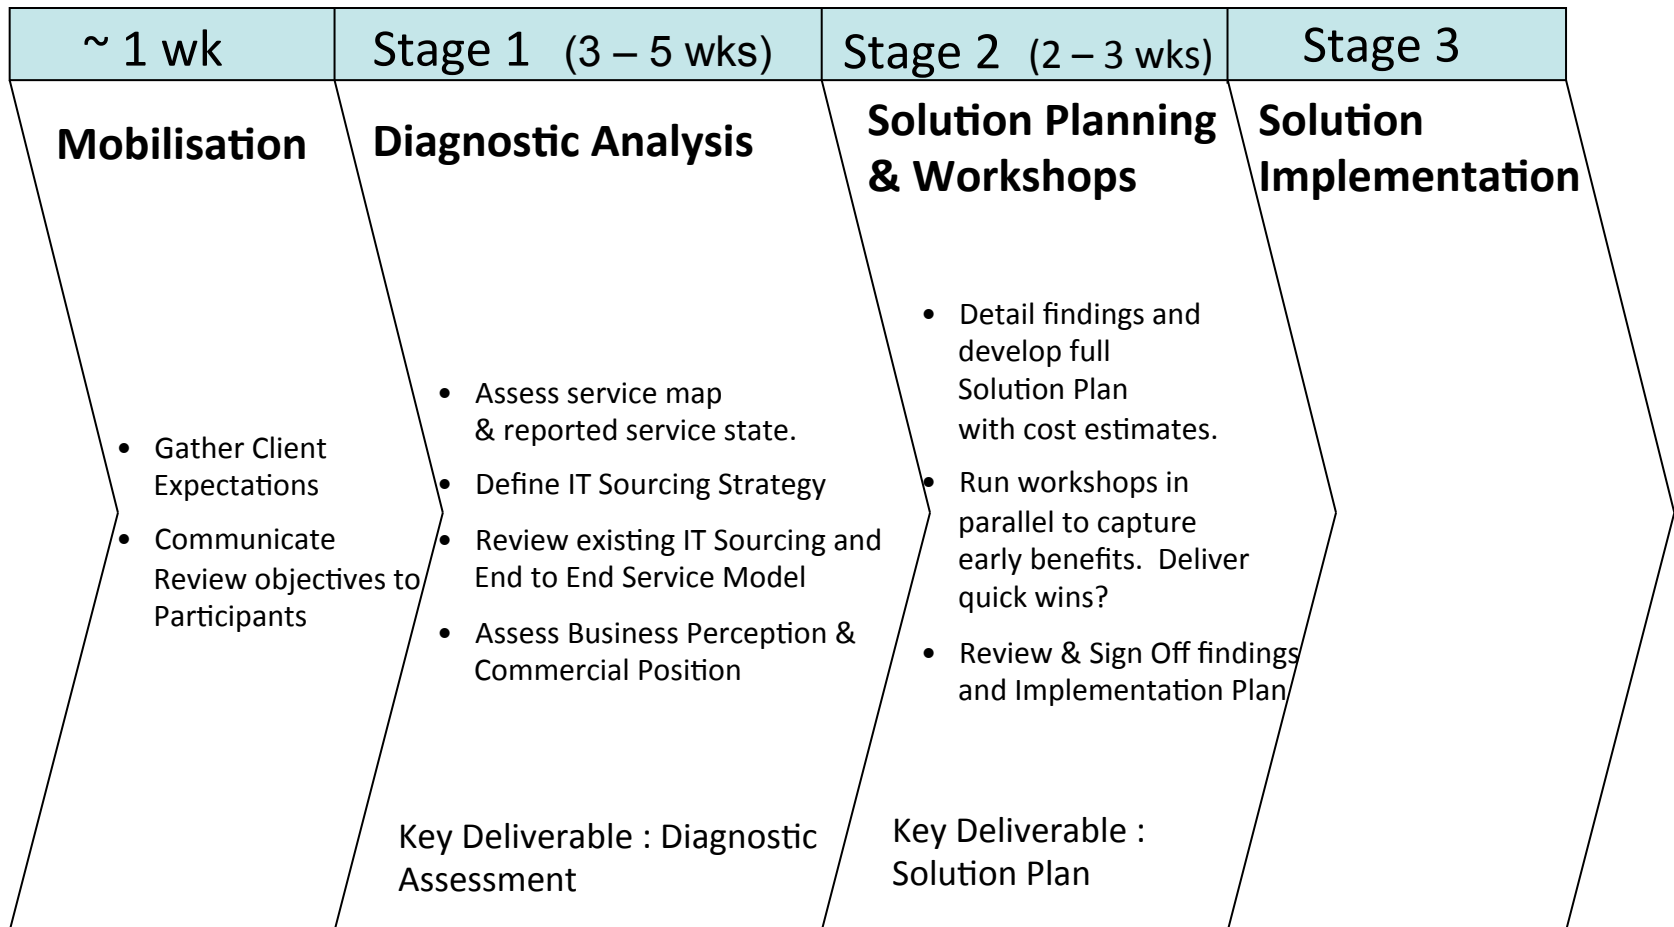 ~ 1 wk
Stage 1 (3 – 5 wks)
Stage 2 (2 – 3 wks)
Stage 3
Mobilisation
Diagnostic Analysis
Solution Planning
& Workshops
Solution
Implementation
• Gather Client
Expectations
• Communicate
Review objectives to
Participants
• Assess service map
& reported service state.
• Define IT Sourcing Strategy
• Review existing IT Sourcing and
End to End Service Model
• Assess Business Perception &
Commercial Position
Key Deliverable : Diagnostic
Assessment
• Detail findings and
develop full
Solution Plan
with cost estimates.
• Run workshops in
parallel to capture
early benefits.  Deliver
quick wins?
• Review & Sign Off findings
and Implementation Plan
Key Deliverable :
Solution Plan